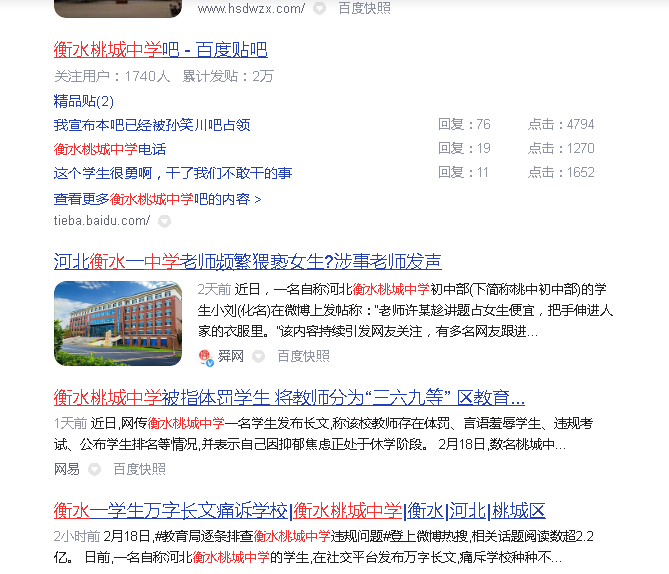 www.hsdwzx.com/ 百度快照
衡水桃城中学吧 - 百度贴吧
关注用户：1740人 累计发贴：2万
精品贴(2)
我宣布本吧已经被孙笑川吧占领 回复：76 点击：4794
衡水桃城中学电话 回复：19 点击：1270
这个学生很勇啊，干了我们不敢干的事 回复：11 点击：1652
查看更多衡水桃城中学吧的内容 >
tieba.baidu.com/
河北衡水一中学老师频繁猥亵女生?涉事老师发声
2天前 近日，一名自称河北衡水桃城中学初中部(下简称桃中初中部)的学
生小刘(化名)在微博上发帖称：“老师许某趁讲题占女生便宜，把手伸进人
家的衣服里。”该内容持续引发网友关注，有多名网友跟进...
舜网 百度快照
衡水桃城中学被指体罚学生 将教师分为“三六九等” 区教育...
1天前 近日,网传衡水桃城中学一名学生发布长文,称该校教师存在体罚、言语羞辱学生、违规考
试、公布学生排名等情况,并表示自己因抑郁焦虑正处于休学阶段。 2月18日,数名桃城中...
网易 百度快照
衡水一学生万字长文痛诉学校|衡水桃城中学|衡水|河北|桃城区
2小时前 2月18日,#教育局逐条排查衡水桃城中学违规问题#登上微博热搜,相关话题阅读数超2.2
亿。 日前,一名自称河北衡水桃城中学的学生,在社交平台发布万字长文,痛斥学校种种不...